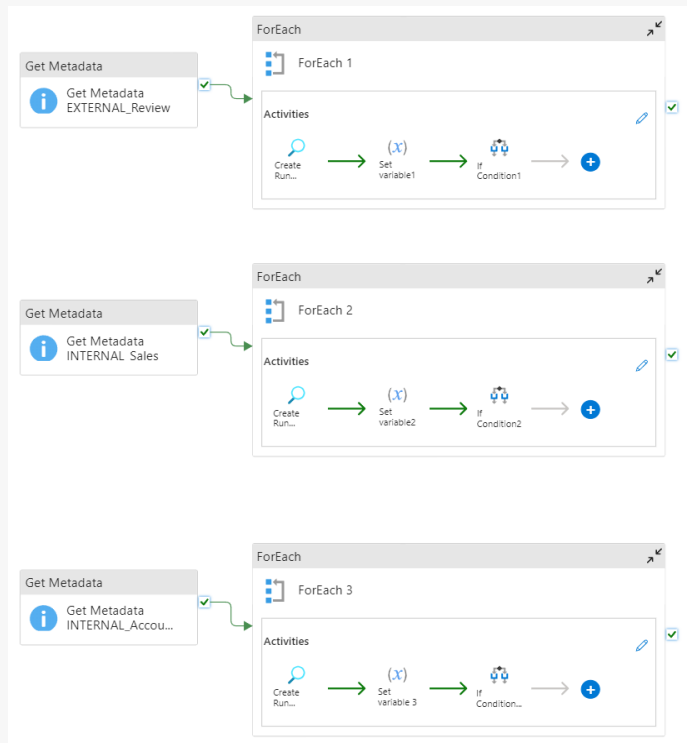 ForEach
ForEach 1
Get Metadata
Get Metadata
EXTERNAL_Review
Activities
(x)
Create
Run...
Set
variable1
If
Condition1
ForEach
ForEach 2
Get Metadata
Get Metadata
INTERNAL_Sales
Activities
(x)
Create
Run...
Set
variable2
If
Condition2
ForEach
ForEach 3
Get Metadata
Get Metadata
INTERNAL_Accou...
Activities
(x)
Create
Run...
Set
variable 3
If
Condition...